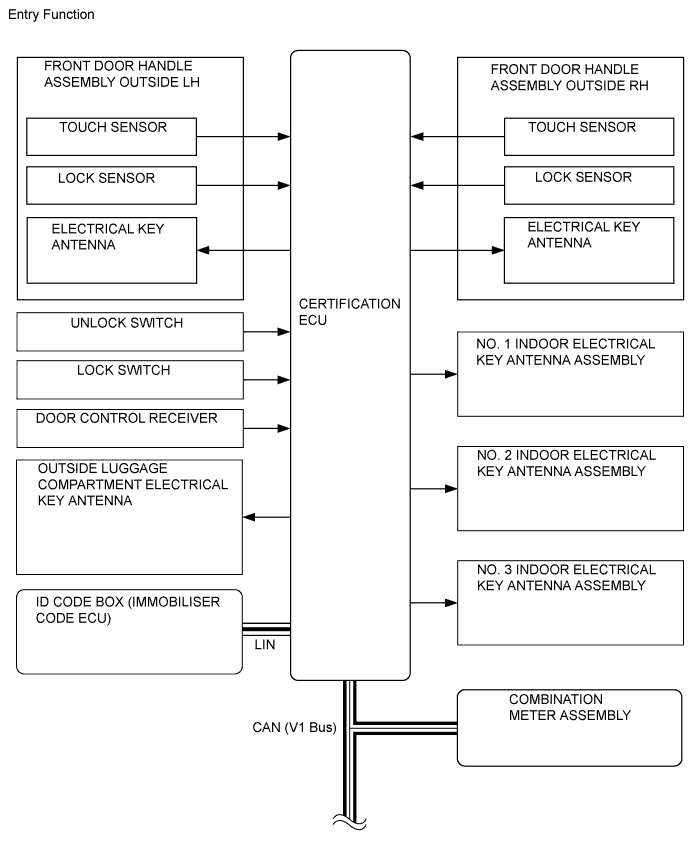 Entry Function
FRONT DOOR HANDLE
ASSEMBLY OUTSIDE LH
TOUCH SENSOR
LOCK SENSOR
ELECTRICAL KEY
ANTENNA
UNLOCK SWITCH
LOCK SWITCH
DOOR CONTROL RECEIVER
OUTSIDE LUGGAGE
COMPARTMENT ELECTRICAL
KEY ANTENNA
ID CODE BOX (IMMOBILISER
CODE ECU)
LIN
CERTIFICATION
ECU
CAN (V1 Bus)
FRONT DOOR HANDLE
ASSEMBLY OUTSIDE RH
TOUCH SENSOR
LOCK SENSOR
ELECTRICAL KEY
ANTENNA
NO. 1 INDOOR ELECTRICAL
KEY ANTENNA ASSEMBLY
NO. 2 INDOOR ELECTRICAL
KEY ANTENNA ASSEMBLY
NO. 3 INDOOR ELECTRICAL
KEY ANTENNA ASSEMBLY
COMBINATION
METER ASSEMBLY